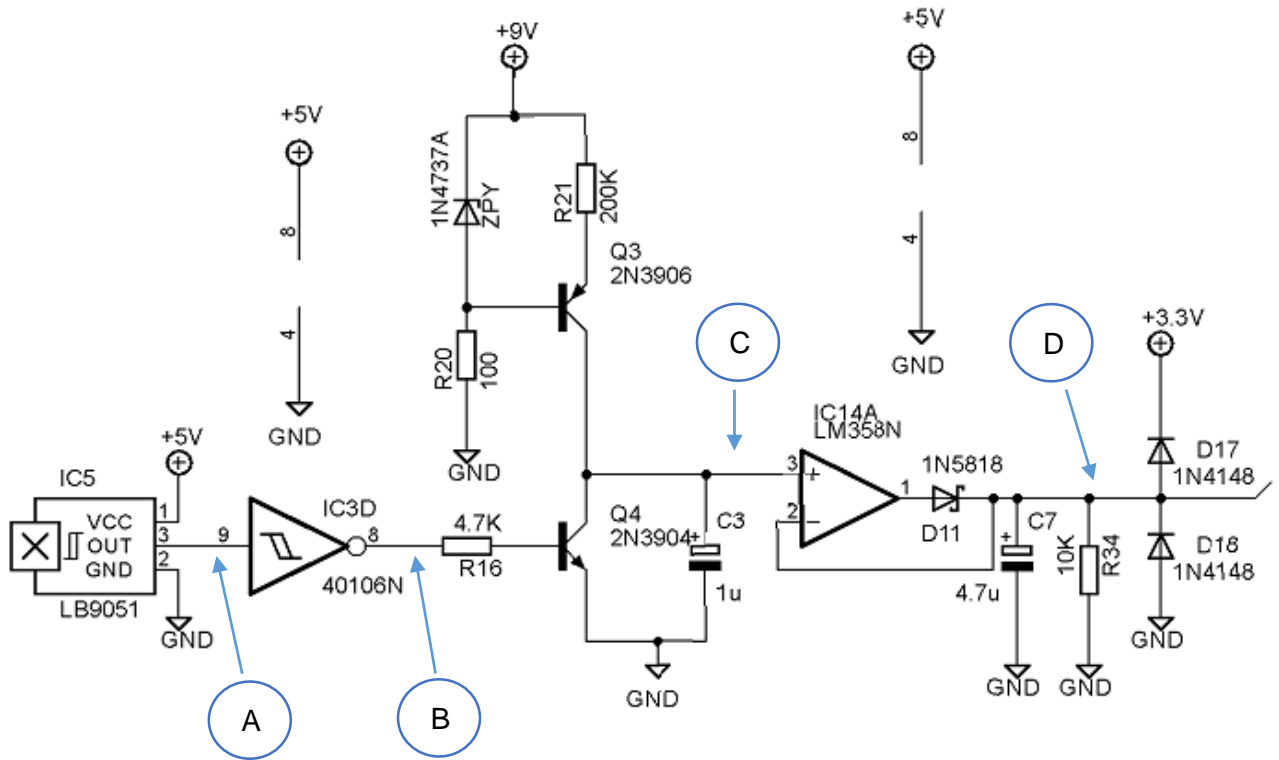 +9V
+5V
+5V
1N4737A
ZPY
R21
200K
8
8
Q3
2N3906
4
4
+3.3V
C
D
GND
R20
100
GND
+5V
GND
IC14A
LM358N
IC5
3
+
1N5818
1
D17
1N4148
VCC
1
OUT
3
GND
2
9
IC3D
8
4.7K
Q4
2N3904
C3
+
2
−
D11
+
C7
10K
R34
D16
1N4148
R16
40106N
LB9051
1u
4.7u
GND
GND
GND
GND
GND
A
B